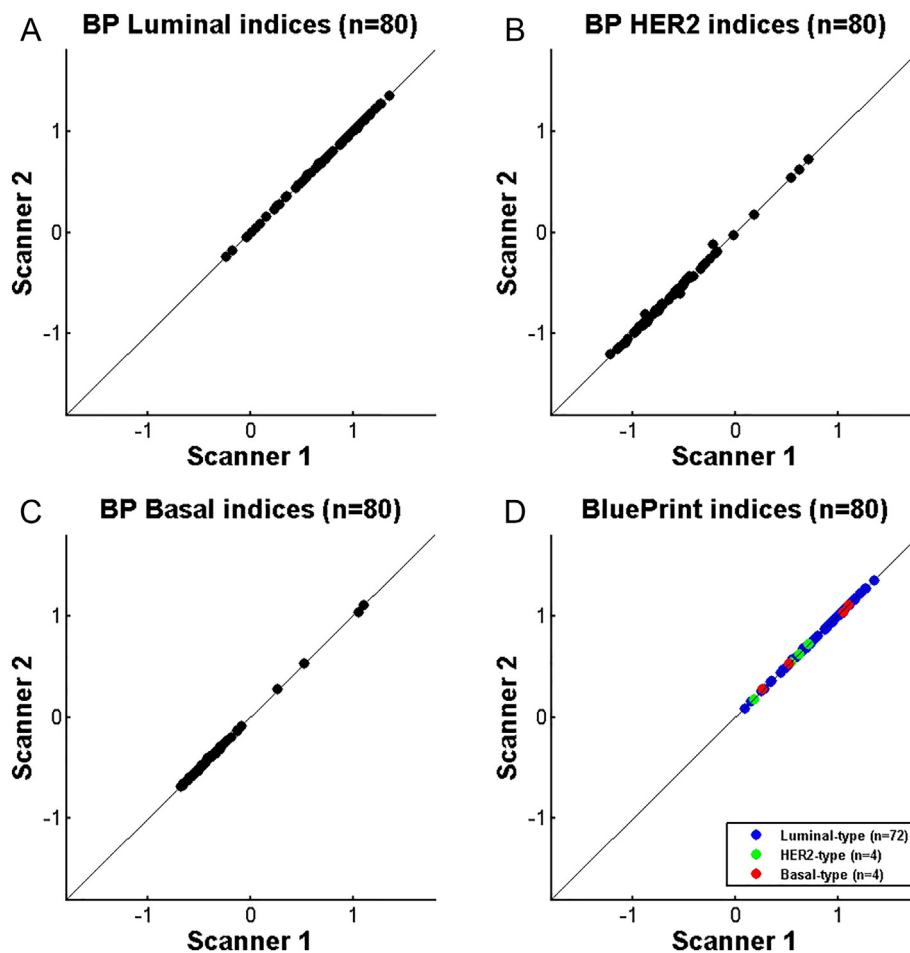 A
BP Luminal indices (n=80)
Scanner 2
1
0
-1
-1
0
1
Scanner 1
B
BP HER2 indices (n=80)
Scanner 2
1
0
-1
-1
0
1
Scanner 1
C
BP Basal indices (n=80)
Scanner 2
1
0
-1
-1
0
1
Scanner 1
D
BluePrint indices (n=80)
Scanner 2
1
0
-1
Luminal-type (n=72)
HER2-type (n=4)
Basal-type (n=4)
-1
0
1
Scanner 1